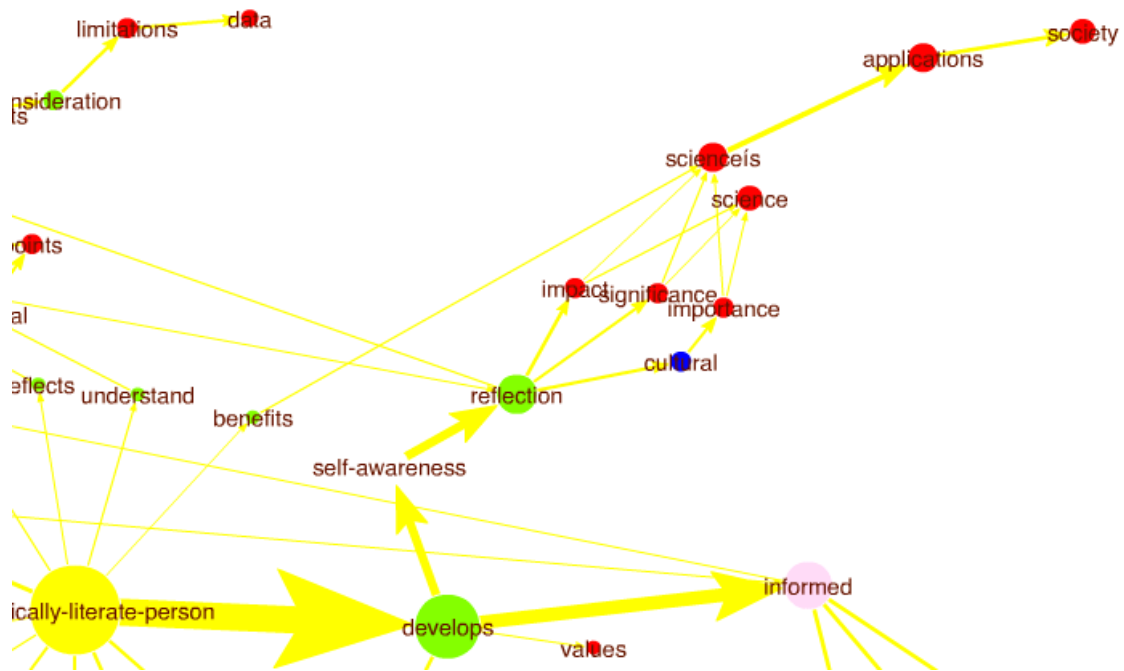 limitations
data
society
applications
nsideration
ts
scienceís
science
oints
impact
significance
importance
al
cultural
eflects
understand
benefits
reflection
self-awareness
informed
ically-literate-person
develops
values